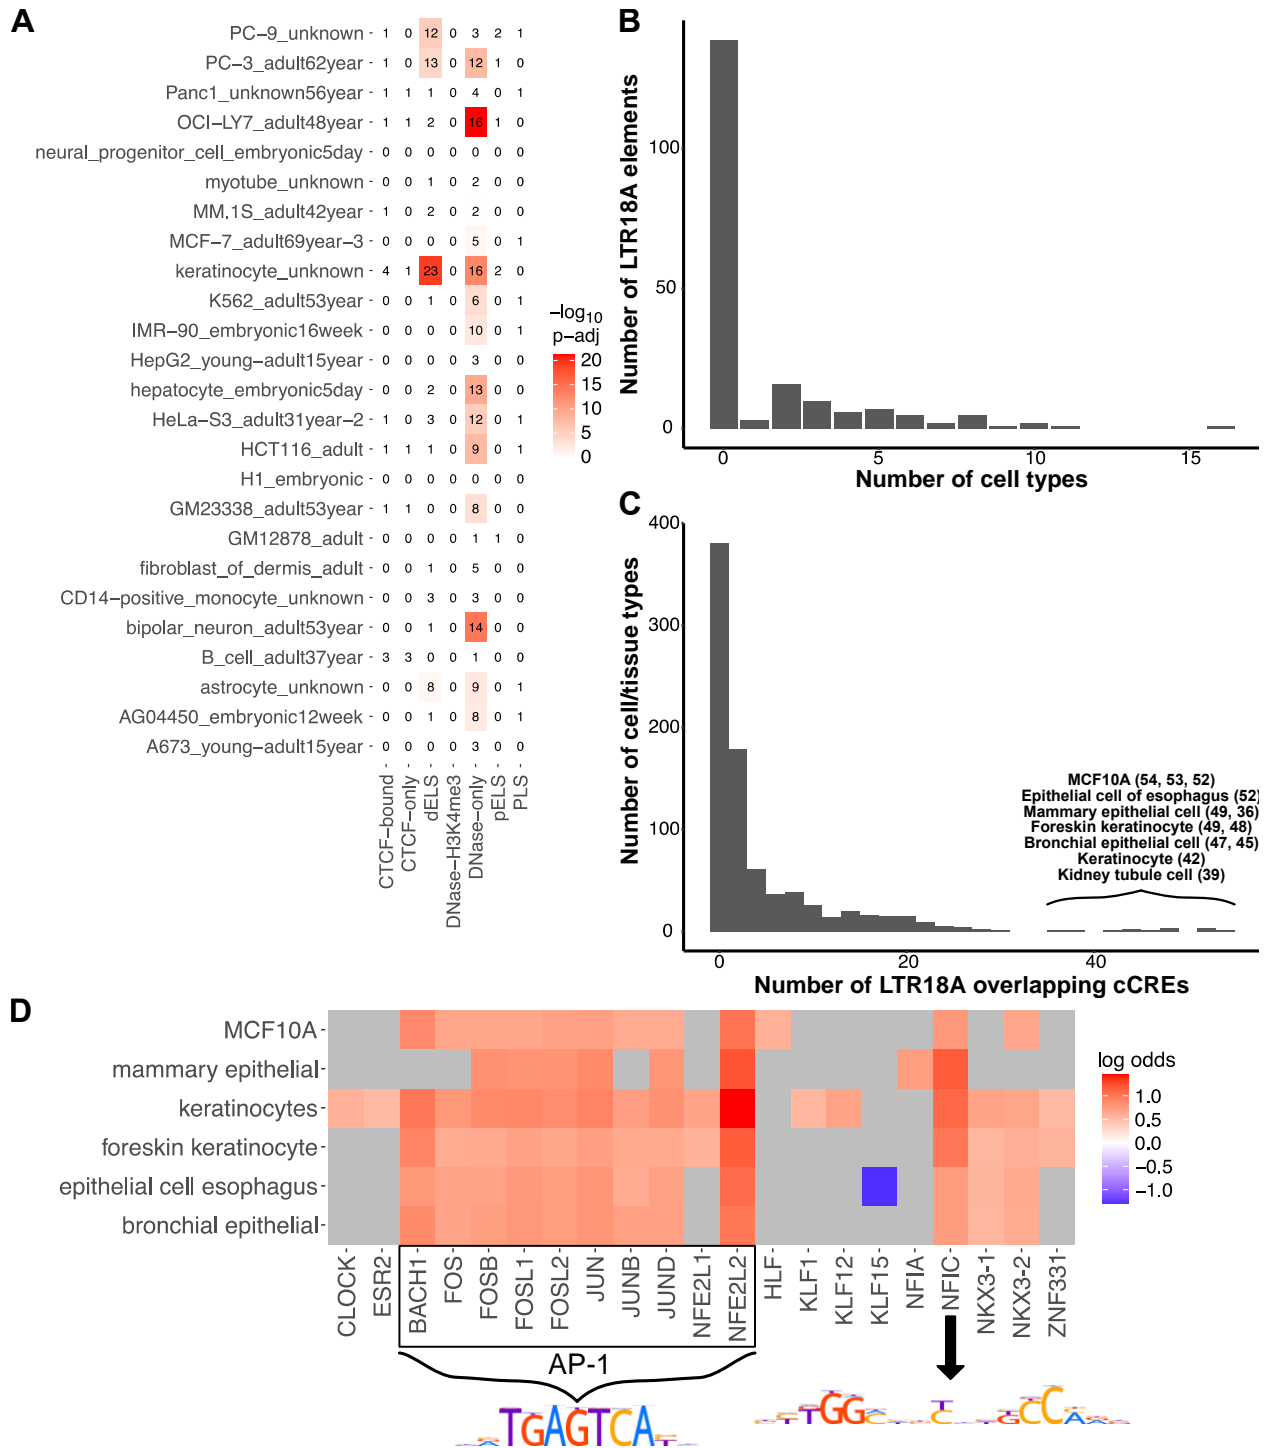 A
PC−9_unknown - 1 0 12 0 3 2 1
PC−3_adult62year - 1 0 13 0 12 1 0
Panc1_unknown56year - 1 1 1 0 4 0 1
OCI−LY7_adult48year - 1 1 2 0 16 1 0
neural_progenitor_cell_embryonic5day - 0 0 0 0 0 0 0
myotube_unknown - 0 0 1 0 2 0 0
MM.1S_adult42year - 1 0 2 0 2 0 0
MCF−7_adult69year−3 - 0 0 0 0 5 0 1
keratinocyte_unknown - 4 1 23 0 16 2 0
K562_adult53year - 0 0 1 0 6 0 1
IMR−90_embryonic16week - 0 0 0 0 10 0 1
HepG2_young−adult15year - 0 0 0 0 3 0 0
hepatocyte_embryonic5day - 0 0 2 0 13 0 0
HeLa−S3_adult31year−2 - 1 0 3 0 12 0 1
HCT116_adult - 1 1 1 0 9 0 1
H1_embryonic - 0 0 0 0 0 0 0
GM23338_adult53year - 1 1 0 0 8 0 0
GM12878_adult - 0 0 0 0 1 1 0
fibroblast_of_dermis_adult - 0 0 1 0 5 0 0
CD14−positive_monocyte_unknown - 0 0 3 0 3 0 0
bipolar_neuron_adult53year - 0 0 1 0 14 0 0
B_cell_adult37year - 3 3 0 0 1 0 0
astrocyte_unknown - 0 0 8 0 9 0 1
AG04450_embryonic12week - 0 0 1 0 8 0 1
A673_young−adult15year - 0 0 0 0 3 0 0
CTCF−bound -
CTCF−only -
dELS -
DNase−H3K4me3 -
DNase−only -
pELS -
PLS -
−log10
p−adj
20
15
10
5
0
B
Number of LTR18A elements
100
50
0
0 5 10 15
Number of cell types
C
Number of cell/tissue types
400
300
200
100
0
MCF10A (54, 53, 52)
Epithelial cell of esophagus (52)
Mammary epithelial cell (49, 36)
Foreskin keratinocyte (49, 48)
Bronchial epithelial cell (47, 45)
Keratinocyte (42)
Kidney tubule cell (39)
0 20 40
Number of LTR18A overlapping cCREs
D
MCF10A-
mammary epithelial-
keratinocytes-
foreskin keratinocyte-
epithelial cell esophagus-
bronchial epithelial-
log odds
1.0
0.5
0.0
−0.5
−1.0
CLOCK-
ESR2-
BACH1-
FOS-
FOSB-
FOSL1-
FOSL2-
JUN-
JUNB-
JUND-
NFE2L1-
NFE2L2-
HLF-
KLF1-
KLF12-
KLF15-
NFIA-
NFIC-
NKX3-1-
NKX3-2-
ZNF331-
AP-1
TGAGTCA